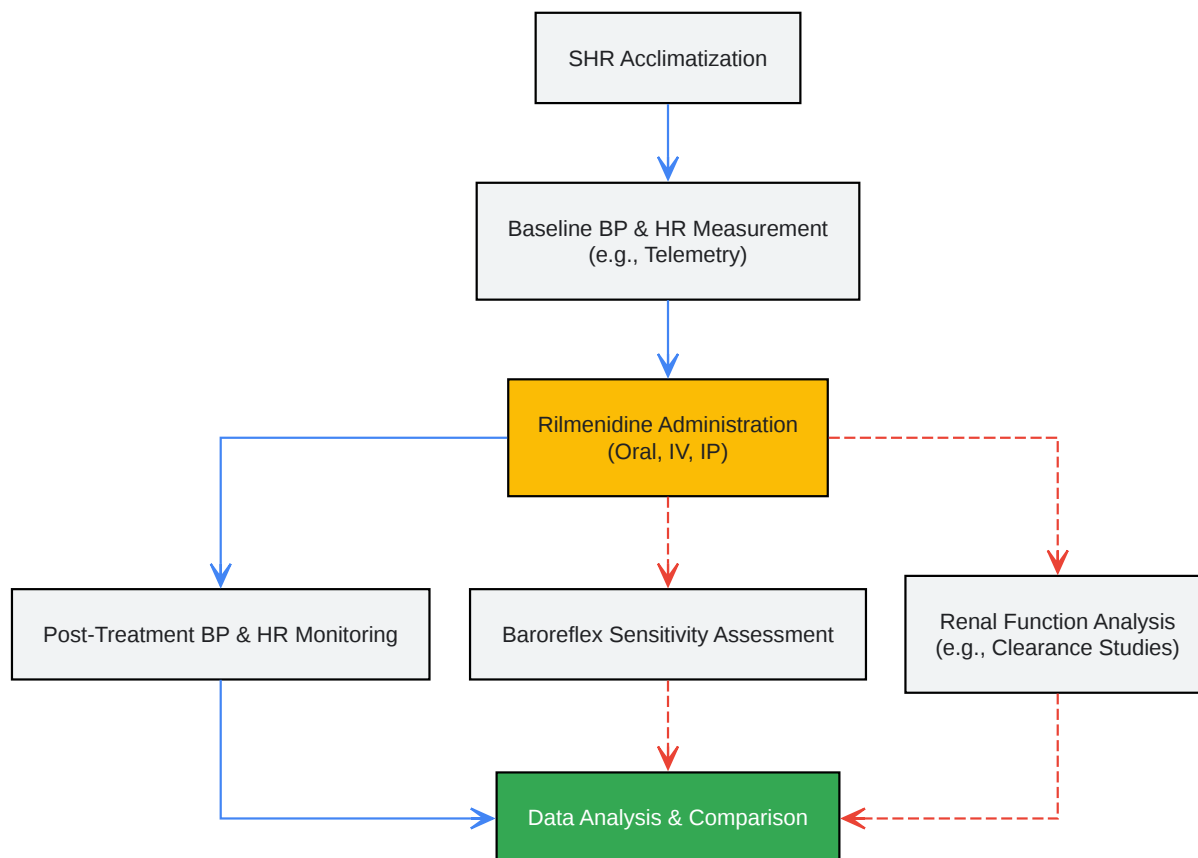 SHR Acclimatization
Baseline BP & HR Measurement
(e.g., Telemetry)
Rilmenidine Administration
(Oral, IV, IP)
Post-Treatment BP & HR Monitoring
Baroreflex Sensitivity Assessment
Renal Function Analysis
(e.g., Clearance Studies)
Data Analysis & Comparison